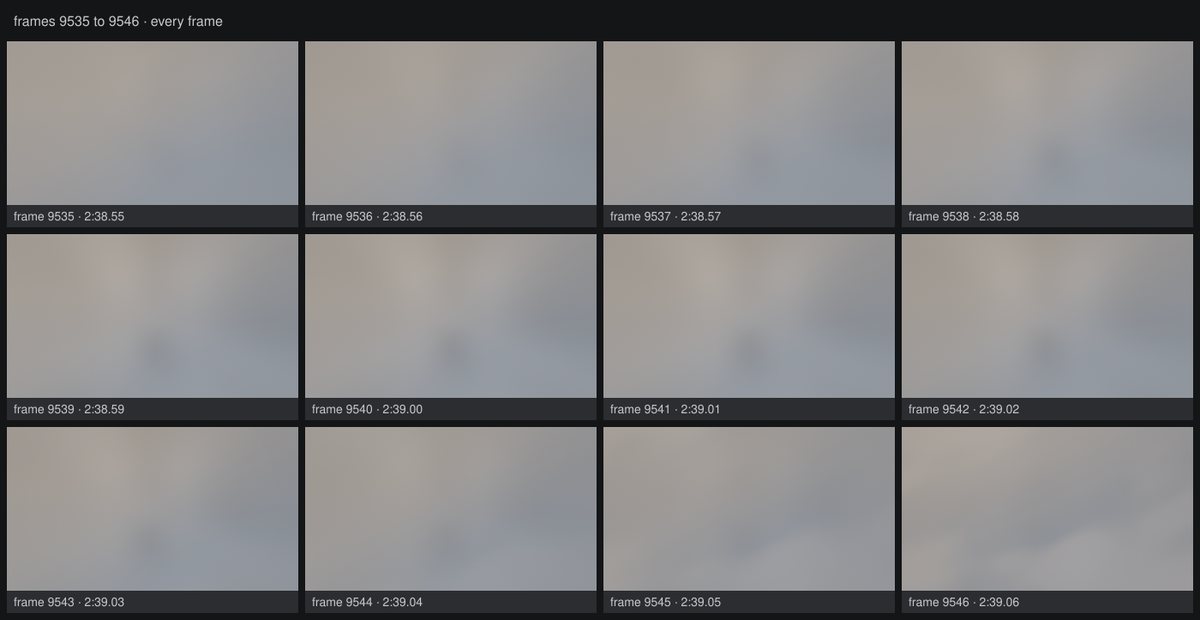 frames 9535 to 9546 · every frame
frame 9535 · 2:38.55
frame 9536 · 2:38.56
frame 9537 · 2:38.57
frame 9538 · 2:38.58
frame 9539 · 2:38.59
frame 9540 · 2:39.00
frame 9541 · 2:39.01
frame 9542 · 2:39.02
frame 9543 · 2:39.03
frame 9544 · 2:39.04
frame 9545 · 2:39.05
frame 9546 · 2:39.06